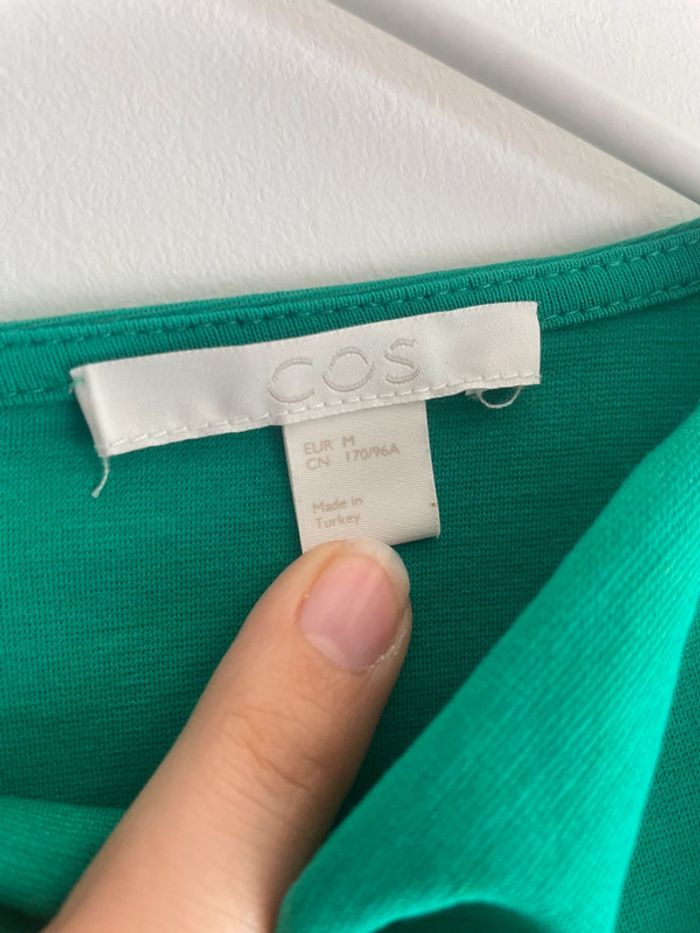 COS
EUR M
CN 170/96A
Made in
Turkey